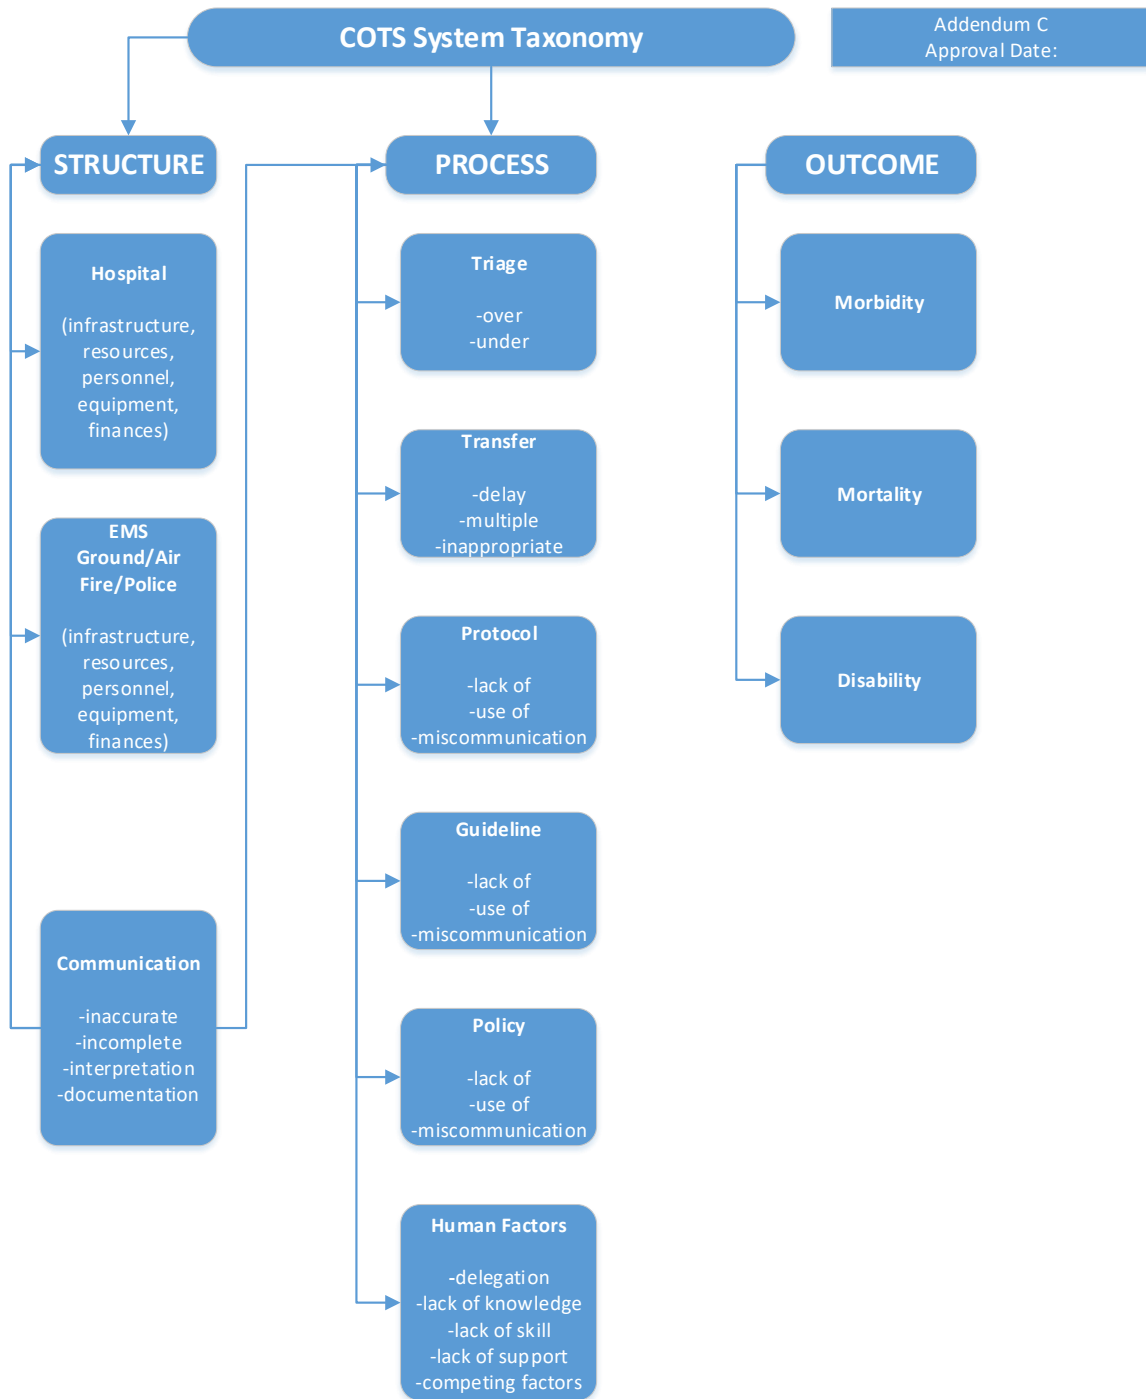 COTS System Taxonomy
Addendum C
Approval Date:
STRUCTURE
Hospital
(infrastructure,
resources,
personnel,
equipment,
finances)
EMS
Ground/Air
Fire/Police
(infrastructure,
resources,
personnel,
equipment,
finances)
Communication
-inaccurate
-incomplete
-interpretation
-documentation
PROCESS
Triage
-over
-under
Transfer
-delay
-multiple
-inappropriate
Protocol
-lack of
-use of
-miscommunication
Guideline
-lack of
-use of
-miscommunication
Policy
-lack of
-use of
-miscommunication
Human Factors
-delegation
-lack of knowledge
-lack of skill
-lack of support
-competing factors
OUTCOME
Morbidity
Mortality
Disability